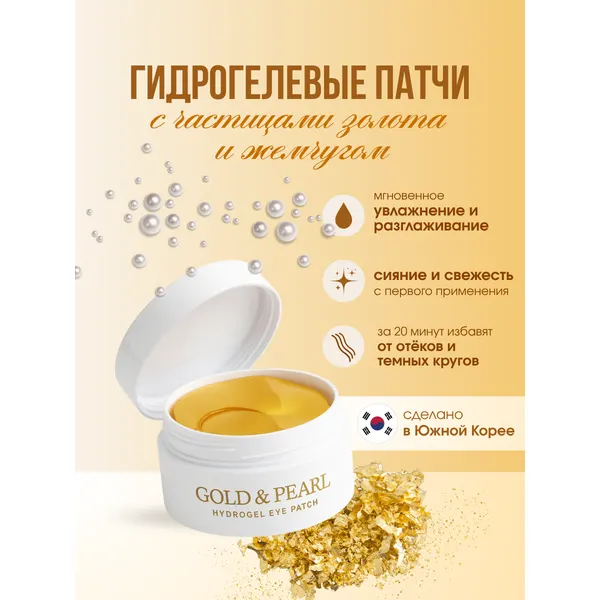 ГИДРОГЕЛЕВЫЕ ПАТЧИ
с частицами золота
и жемчугом
мгновенное
увлажнение и
разглаживание
сияние и свежесть
с первого применения
за 20 минут избавят
от отёков и
темных кругов
сделано
в Южной Корее
GOLD & PEARL
HYDROGEL EYE PATCH